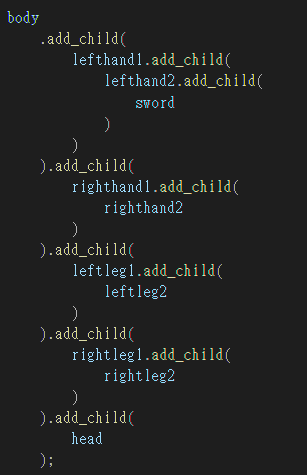 body
    .add_child(
        lefthand1.add_child(
            lefthand2.add_child(
                sword
            )
        )
    ).add_child(
        righthand1.add_child(
            righthand2
        )
    ).add_child(
        leftleg1.add_child(
            leftleg2
        )
    ).add_child(
        rightleg1.add_child(
            rightleg2
        )
    ).add_child(
        head
    );